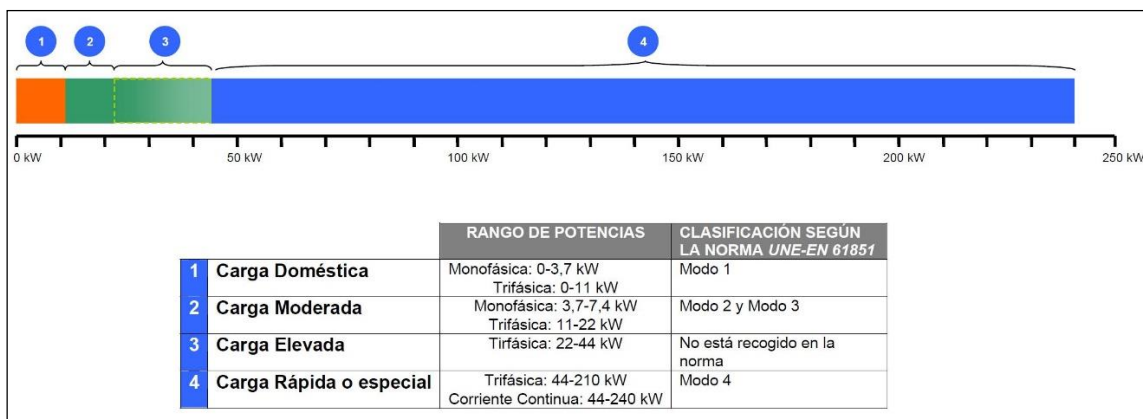 1 2 3 4
0 kW 50 kW 100 kW 150 kW 200 kW 250 kW
RANGO DE POTENCIAS CLASIFICACIÓN SEGÚN
LA NORMA UNE-EN 61851
1 Carga Doméstica Monofásica: 0-3,7 kW Modo 1
Trifásica: 0-11 kW
2 Carga Moderada Monofásica: 3,7-7,4 kW Modo 2 y Modo 3
Trifásica: 11-22 kW
3 Carga Elevada Tirfásica: 22-44 kW No está recogido en la
norma
4 Carga Rápida o especial Trifásica: 44-210 kW Modo 4
Corriente Continua: 44-240 kW